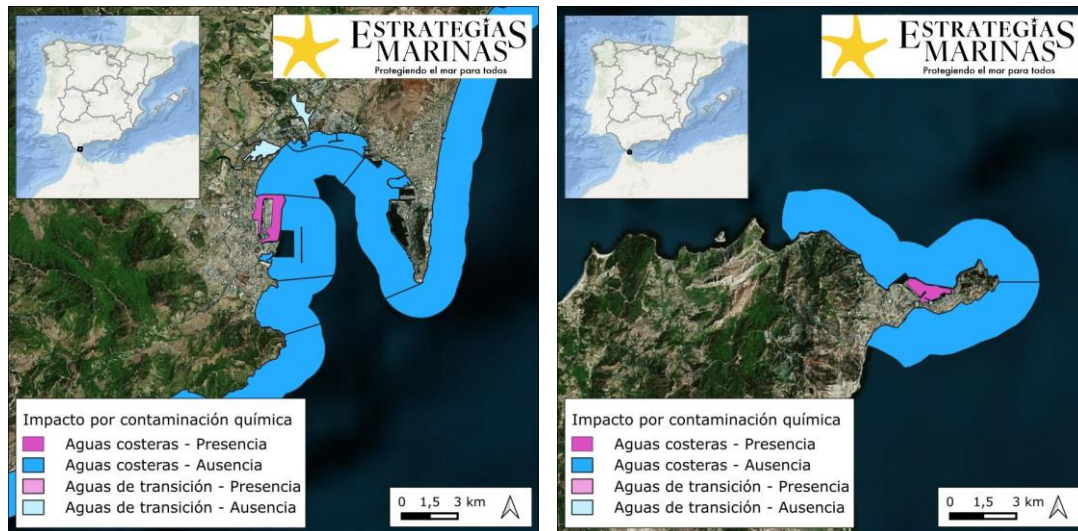 ESTRATEGIAS
MARINAS
Protegiendo el mar para todos
Impacto por contaminación química
Aguas costeras - Presencia
Aguas costeras - Ausencia
Aguas de transición - Presencia
Aguas de transición - Ausencia
0 1,5 3 km
ESTRATEGIAS
MARINAS
Protegiendo el mar para todos
Impacto por contaminación química
Aguas costeras - Presencia
Aguas costeras - Ausencia
Aguas de transición - Presencia
Aguas de transición - Ausencia
0 1,5 3 km